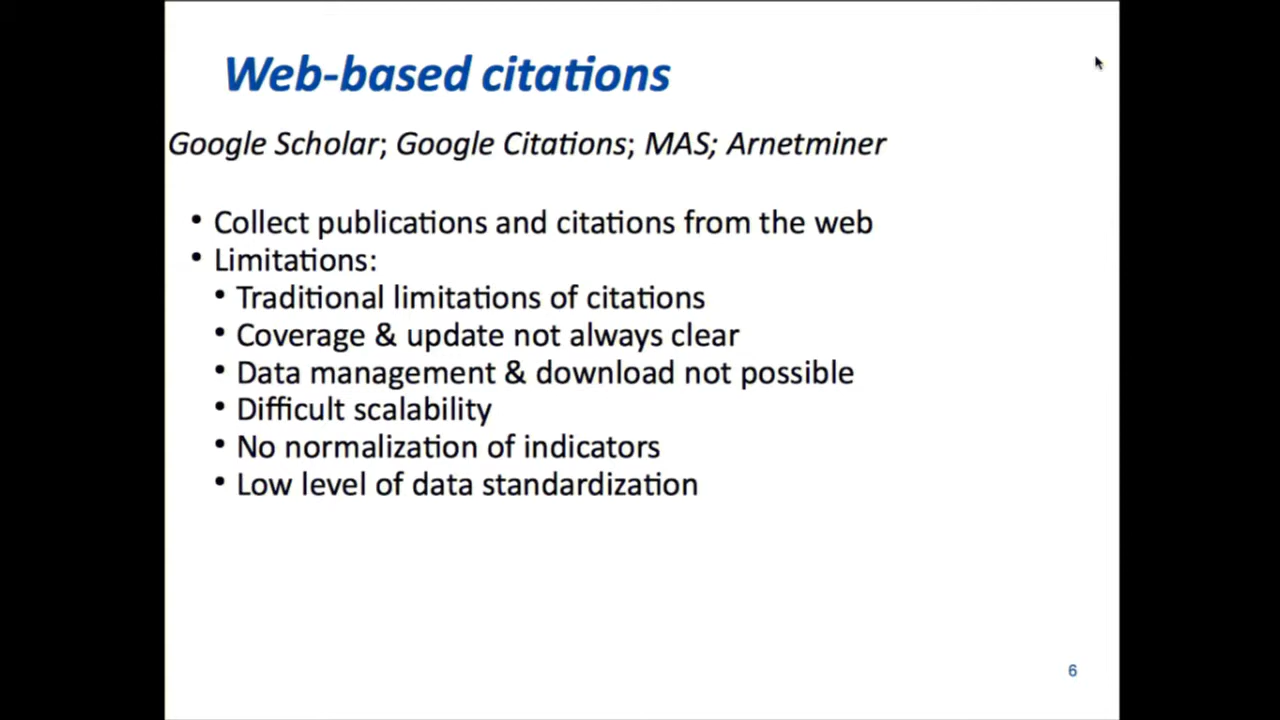 Web-based citations
Google Scholar; Google Citations; MAS; Arnetminer
• Collect publications and citations from the web
• Limitations:
• Traditional limitations of citations
• Coverage & update not always clear
• Data management & download not possible
• Difficult scalability
• No normalization of indicators
• Low level of data standardization
6